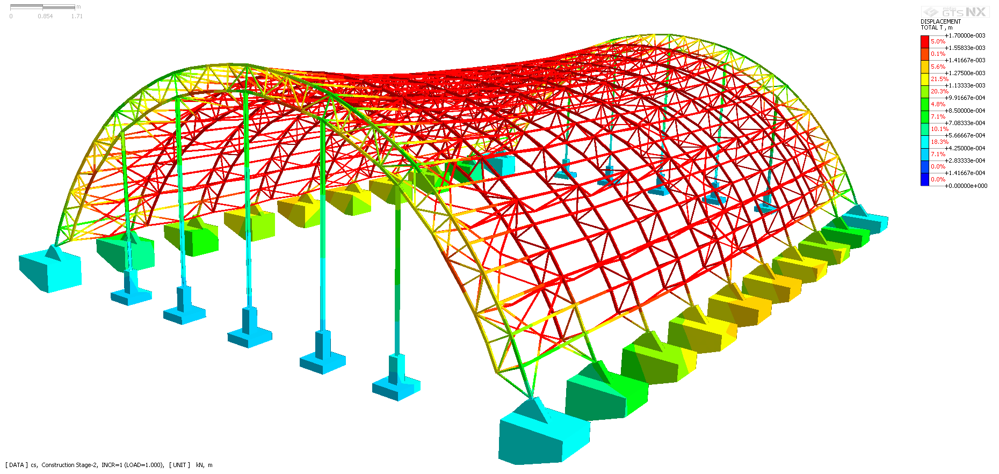 m
0 0.854 1.71
midas
GTS NX
DISPLACEMENT
TOTAL T , m
+1.70000e-003
5.0%
+1.55833e-003
0.1%
+1.41667e-003
5.6%
+1.27500e-003
21.5%
+1.13333e-003
20.3%
+9.91667e-004
4.8%
+8.50000e-004
7.1%
+7.08333e-004
10.1%
+5.66667e-004
18.3%
+4.25000e-004
7.1%
+2.83333e-004
0.0%
+1.41667e-004
0.0%
+0.00000e+000
[ DATA ] cs, Construction Stage-2, INCR=1 (LOAD=1.000), [ UNIT ] kN, m